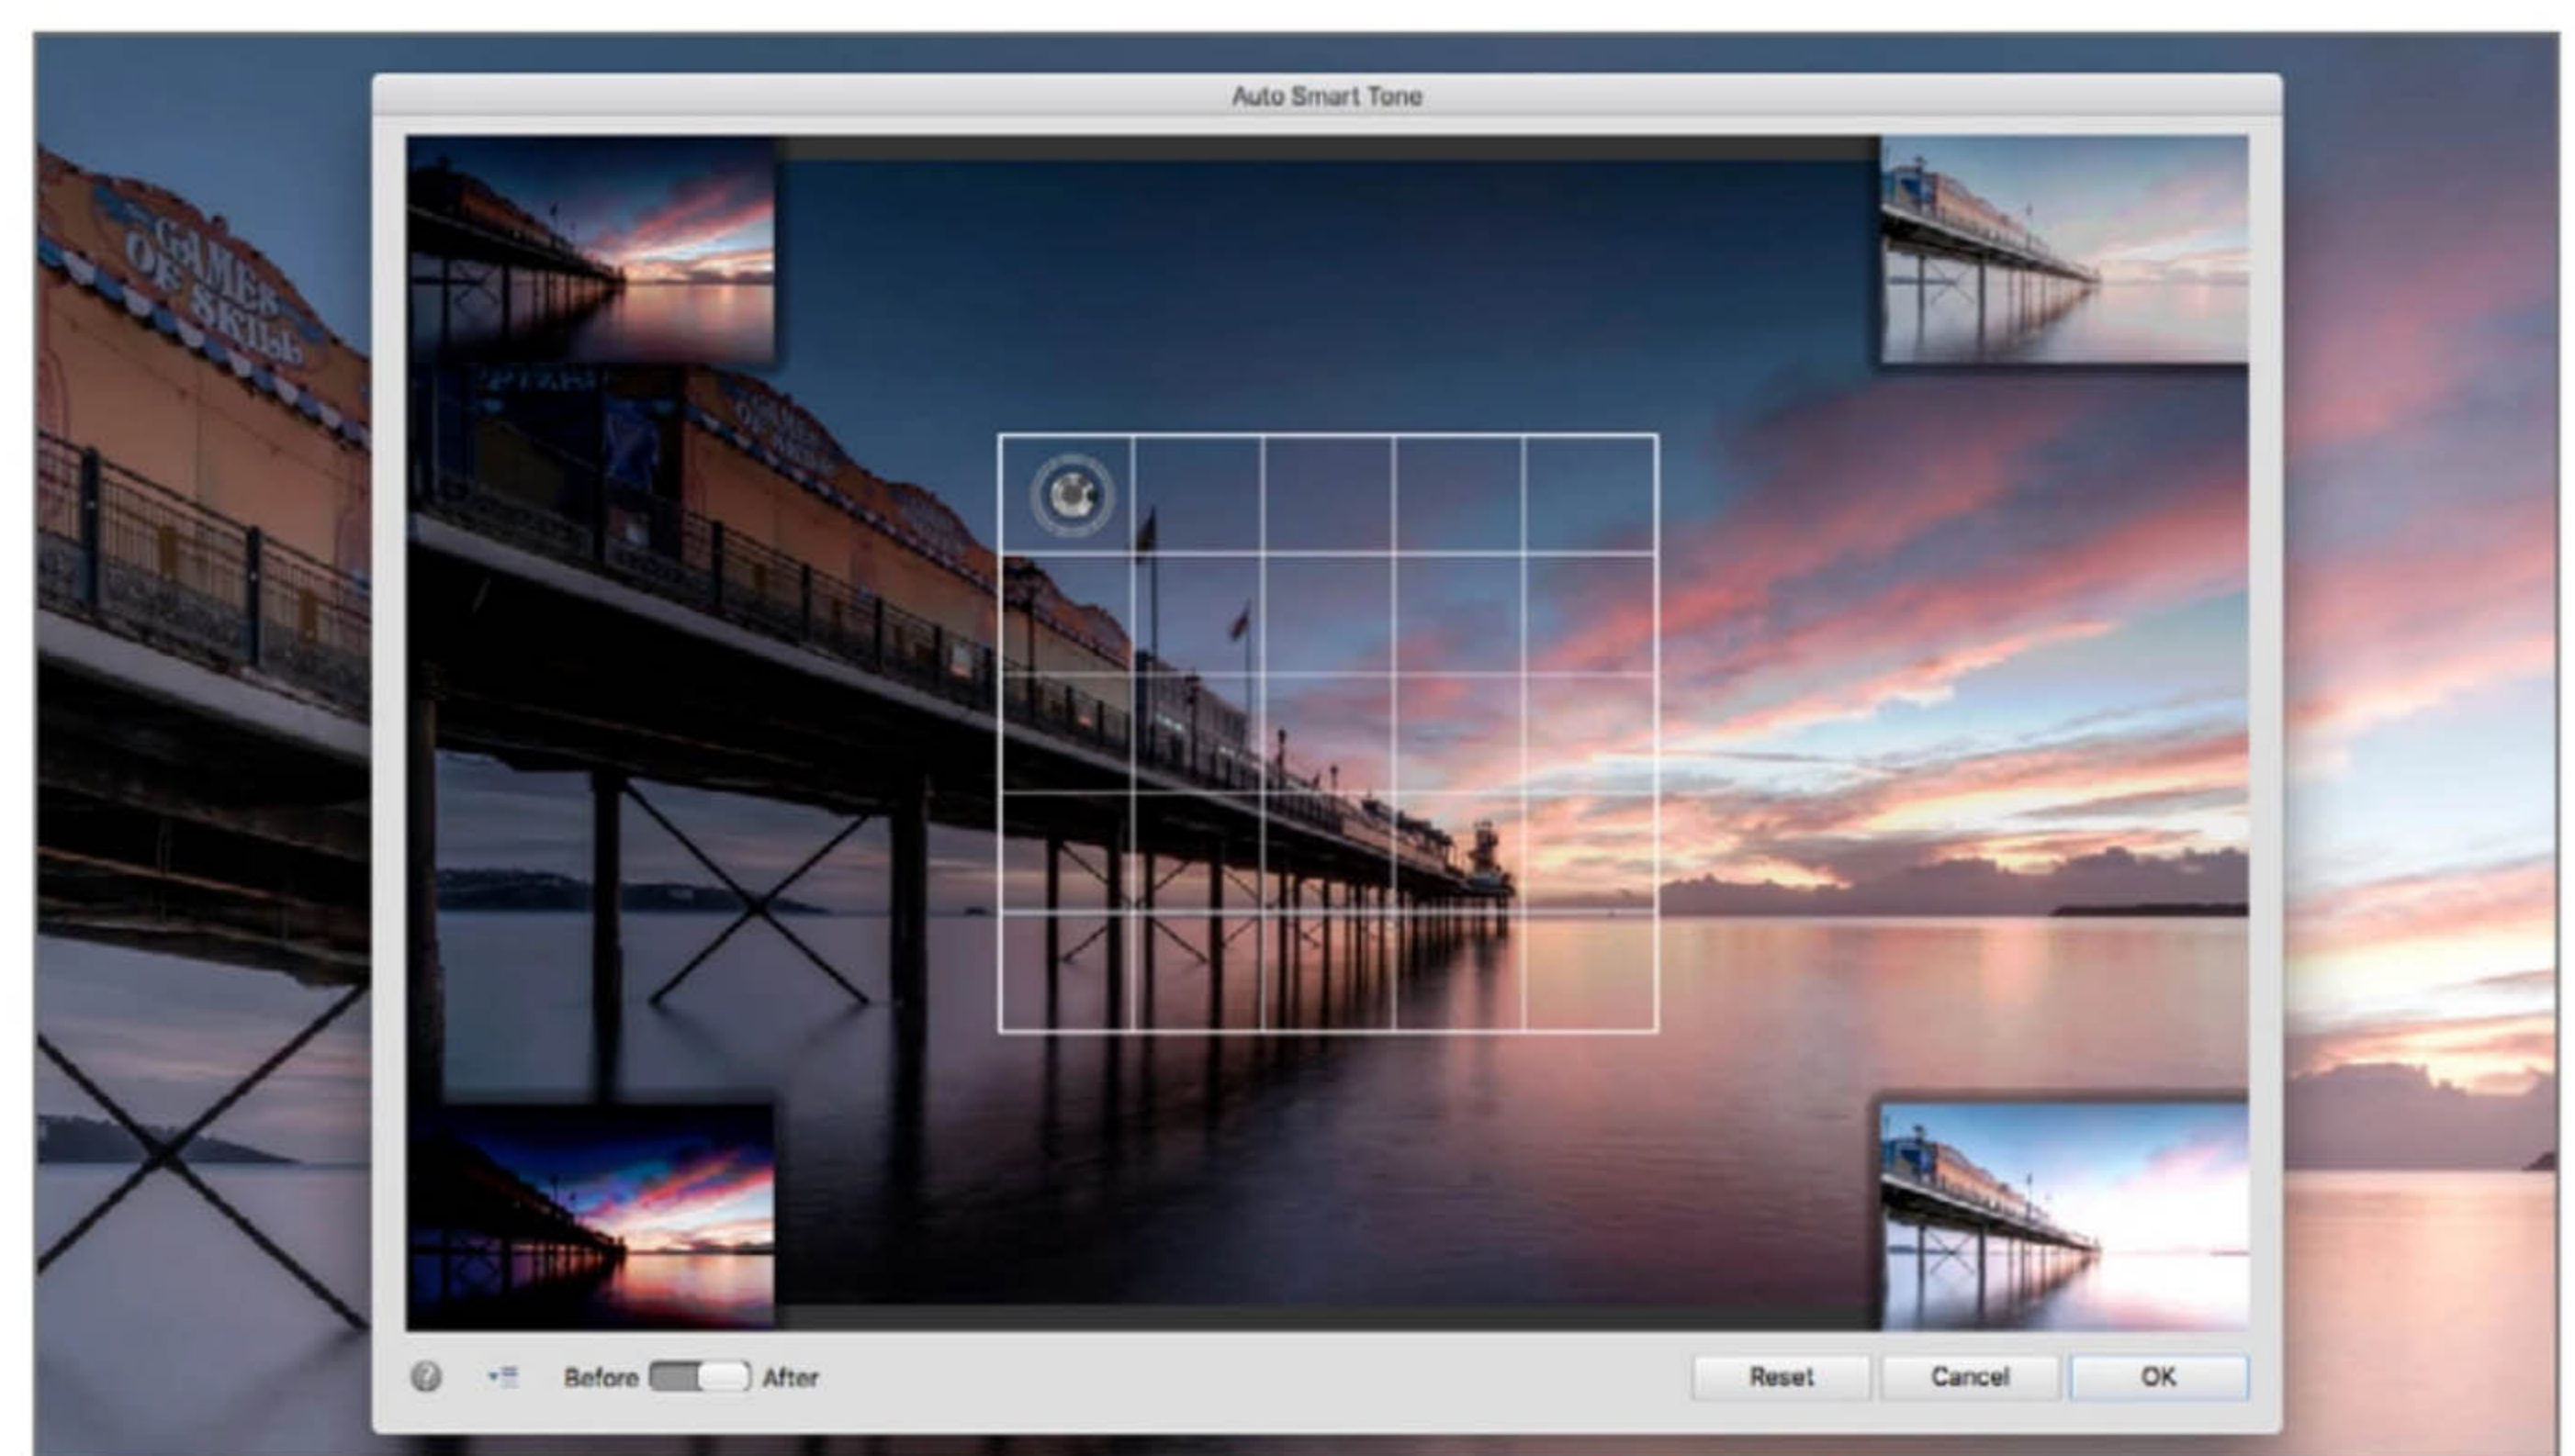 Auto Smart Tone
GAMES
OF SKILL
GAMES
Before After
Reset Cancel OK